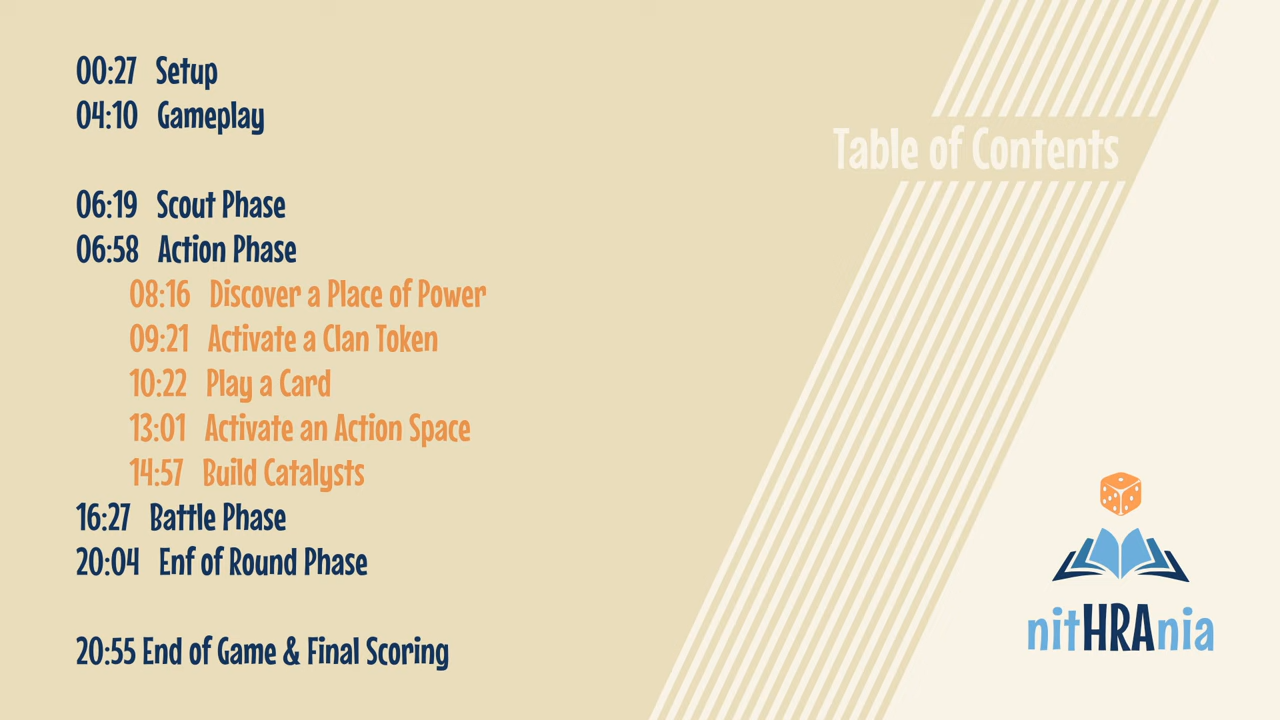 00:27 Setup
04:10 Gameplay
Table of Contents
06:19 Scout Phase
06:58 Action Phase
08:16 Discover a Place of Power
09:21 Activate a Clan Token
10:22 Play a Card
13:01 Activate an Action Space
14:57 Build Catalysts
16:27 Battle Phase
20:04 Enf of Round Phase
20:55 End of Game & Final Scoring
nitHRAnia